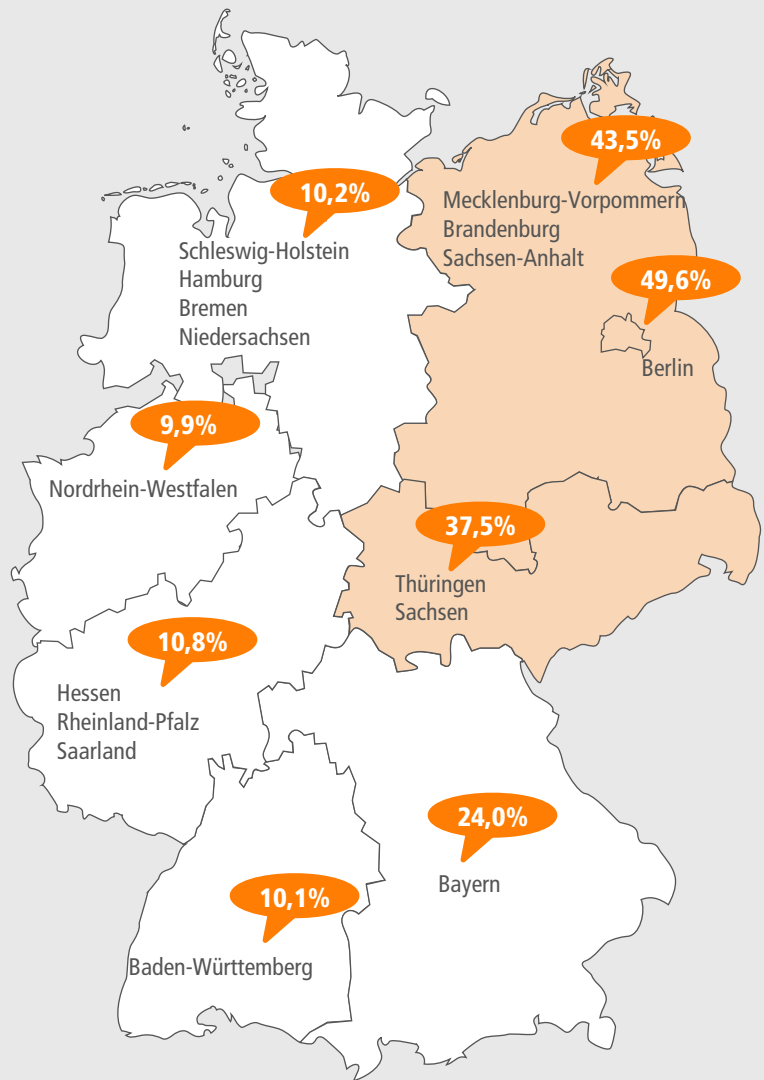 43,5%
Mecklenburg-Vorpommern
Brandenburg
Sachsen-Anhalt
10,2%
Schleswig-Holstein
Hamburg
Bremen
Niedersachsen
49,6%
Berlin
9,9%
Nordrhein-Westfalen
37,5%
Thüringen
Sachsen
10,8%
Hessen
Rheinland-Pfalz
Saarland
24,0%
Bayern
10,1%
Baden-Württemberg